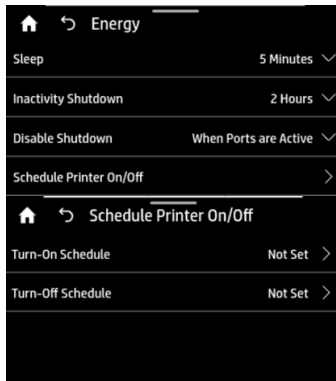 Energy
Sleep 5 Minutes
Inactivity Shutdown 2 Hours
Disable Shutdown When Ports are Active
Schedule Printer On/Off
Schedule Printer On/Off
Turn-On Schedule Not Set
Turn-Off Schedule Not Set